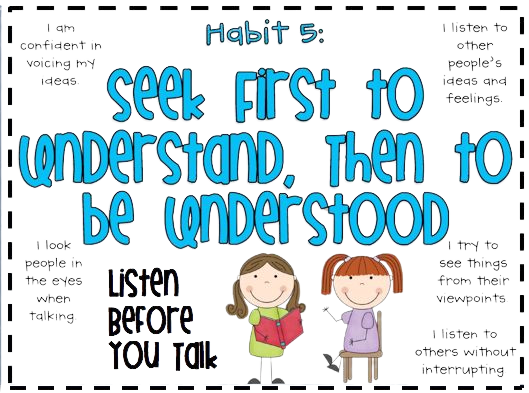 Habit 5:
I am
confident in
voicing my
ideas.
I listen to
other
people's
ideas and
feelings.
Seek First to
Understand, Then to
be Understood
I look
people in
the eyes
when
talking.
Listen
Before
You Talk
I try to
see things
from their
viewpoints
I listen to
others without
interrupting